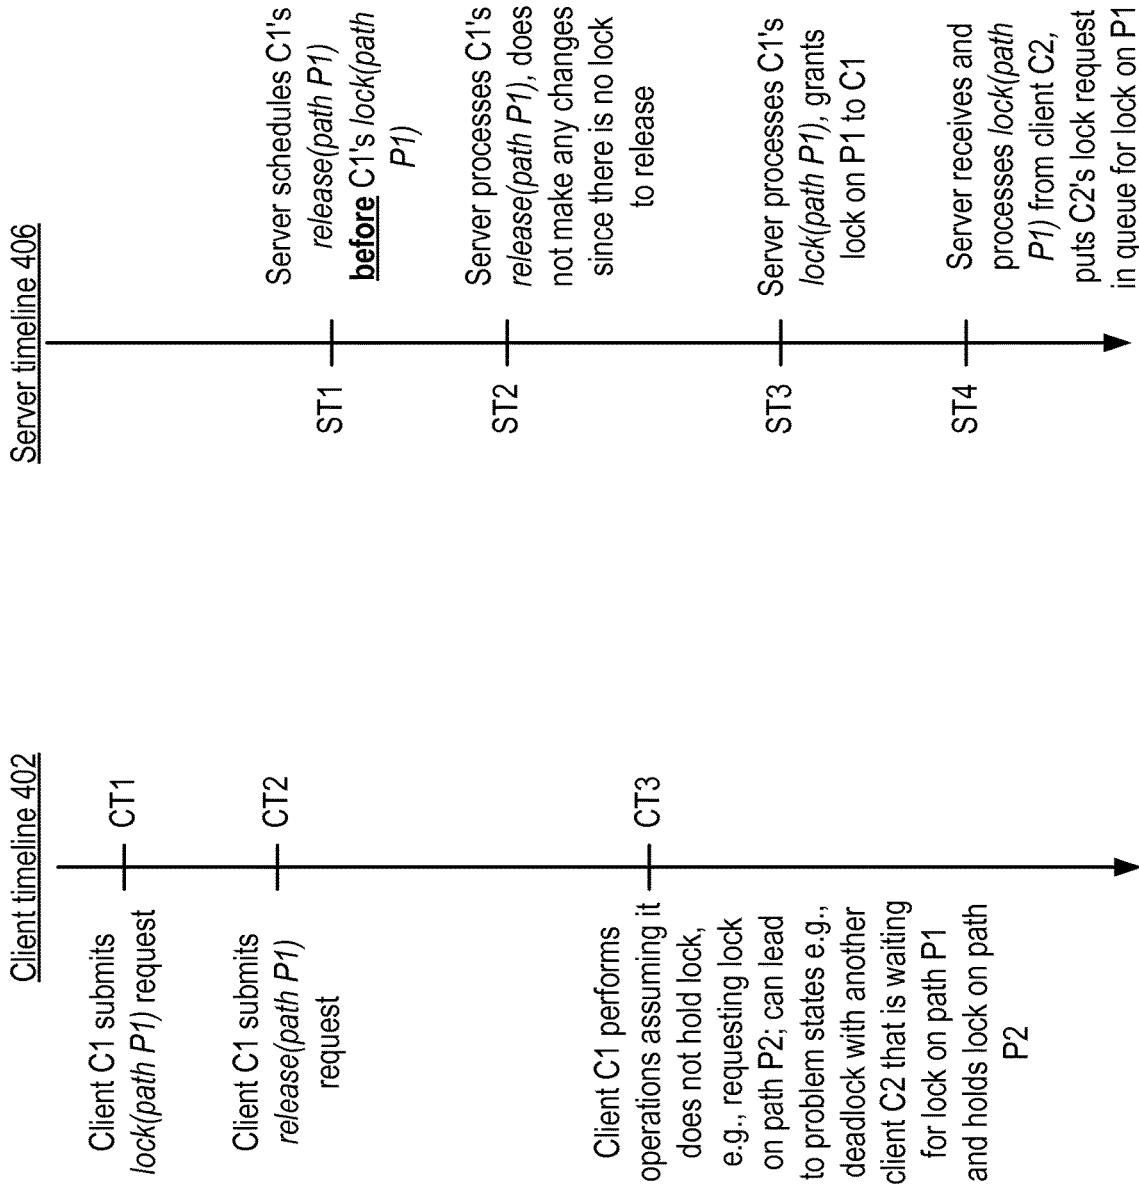 Client timeline 402
Client C1 submits
lock(path P1) request
CT1
Client C1 submits
release(path P1)
request
CT2
Client C1 performs
operations assuming it
does not hold lock,
e.g., requesting lock
on path P2; can lead
to problem states e.g.,
deadlock with another
client C2 that is waiting
for lock on path P1
and holds lock on path
P2
CT3
Server timeline 406
ST1
Server schedules C1's
release(path P1)
before C1's lock(path
P1)
ST2
Server processes C1's
release(path P1), does
not make any changes
since there is no lock
to release
ST3
Server processes C1's
lock(path P1), grants
lock on P1 to C1
ST4
Server receives and
processes lock(path
P1) from client C2,
puts C2's lock request
in queue for lock on P1